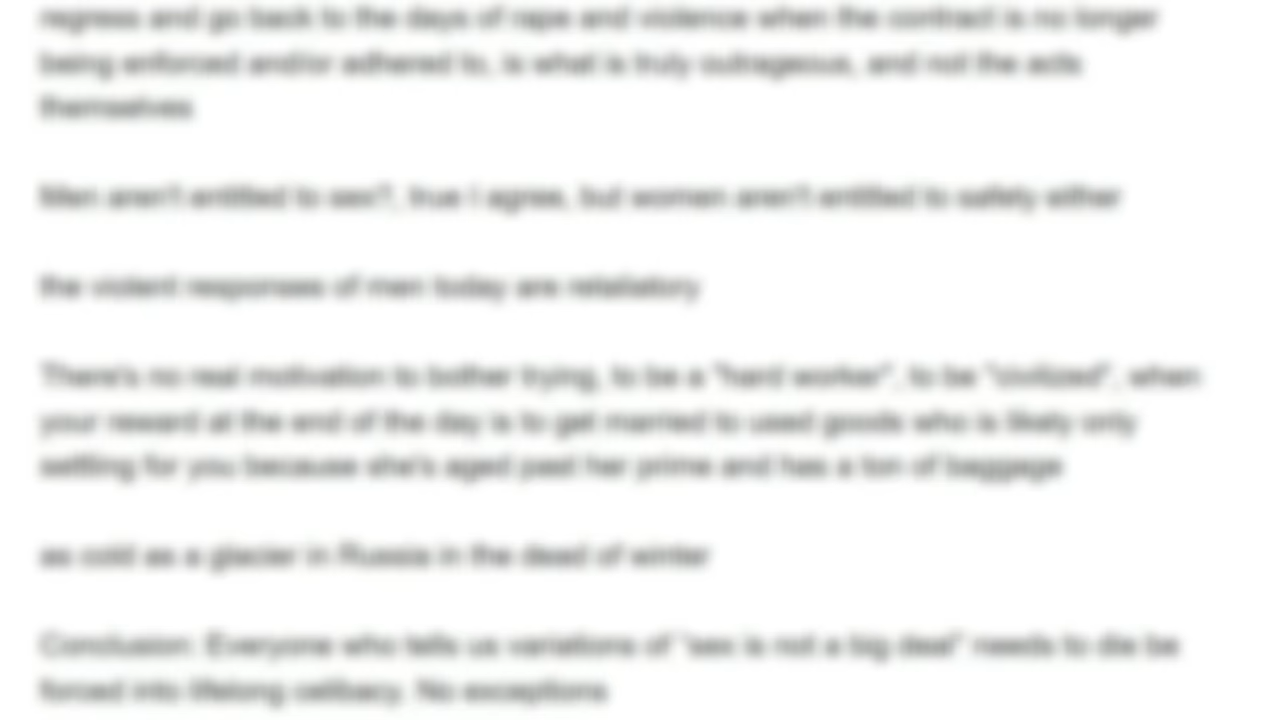 regress and go back to the days of rape and violence when the contract is no longer
being enforced and/or adhered to, is what is truly outrageous, and not the acts
themselves
Men aren't entitled to sex?, true I agree, but women aren't entitled to safety either
the violent responses of men today are retaliatory
There's no real motivation to bother trying, to be a "hard worker", to be "civilized", when
your reward at the end of the day is to get married to used goods who is likely only
settling for you because she's aged past her prime and has a ton of baggage
as cold as a glacier in Russia in the dead of winter
Conclusion: Everyone who tells us variations of "sex is not a big deal" needs to die be
forced into lifelong celibacy. No exceptions